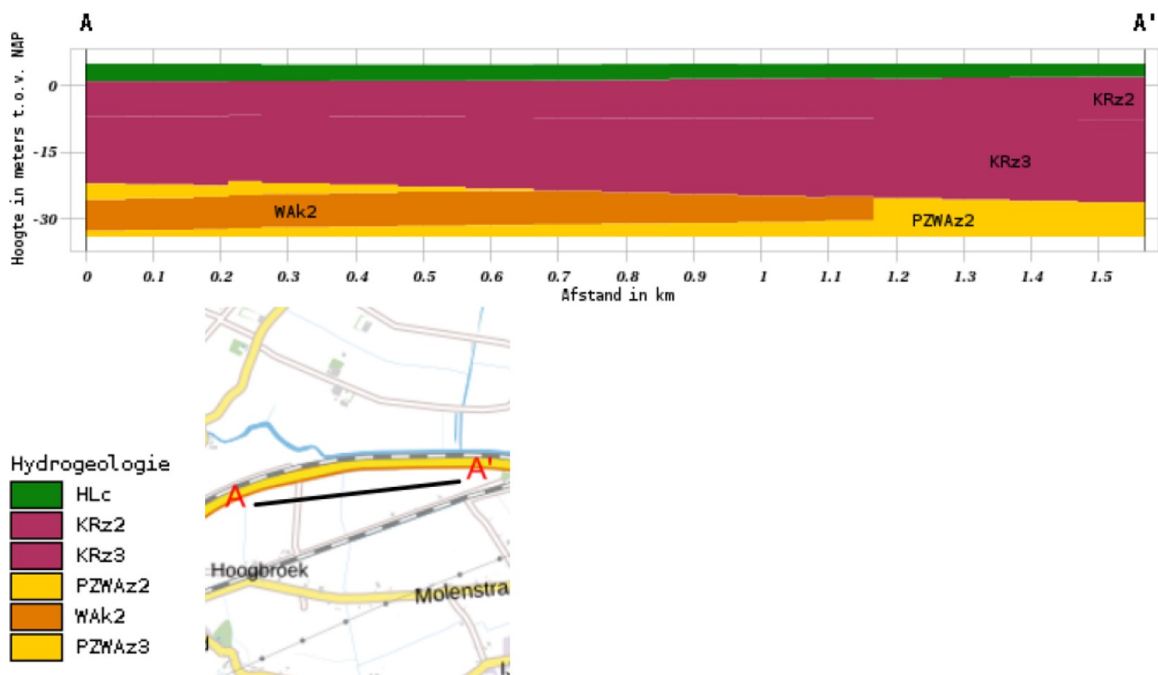 A A'
Hoogte in meters t.o.v. NAP
0
-15
-30
KRz2
KRz3
WAk2
PZWAz2
0 0.1 0.2 0.3 0.4 0.5 0.6 0.7 0.8 0.9 1 1.1 1.2 1.3 1.4 1.5
Afstand in km
A A'
Hoogbroek
Molenstra
Hydrogeologie
HLc
KRz2
KRz3
PZWAz2
WAk2
PZWAz3